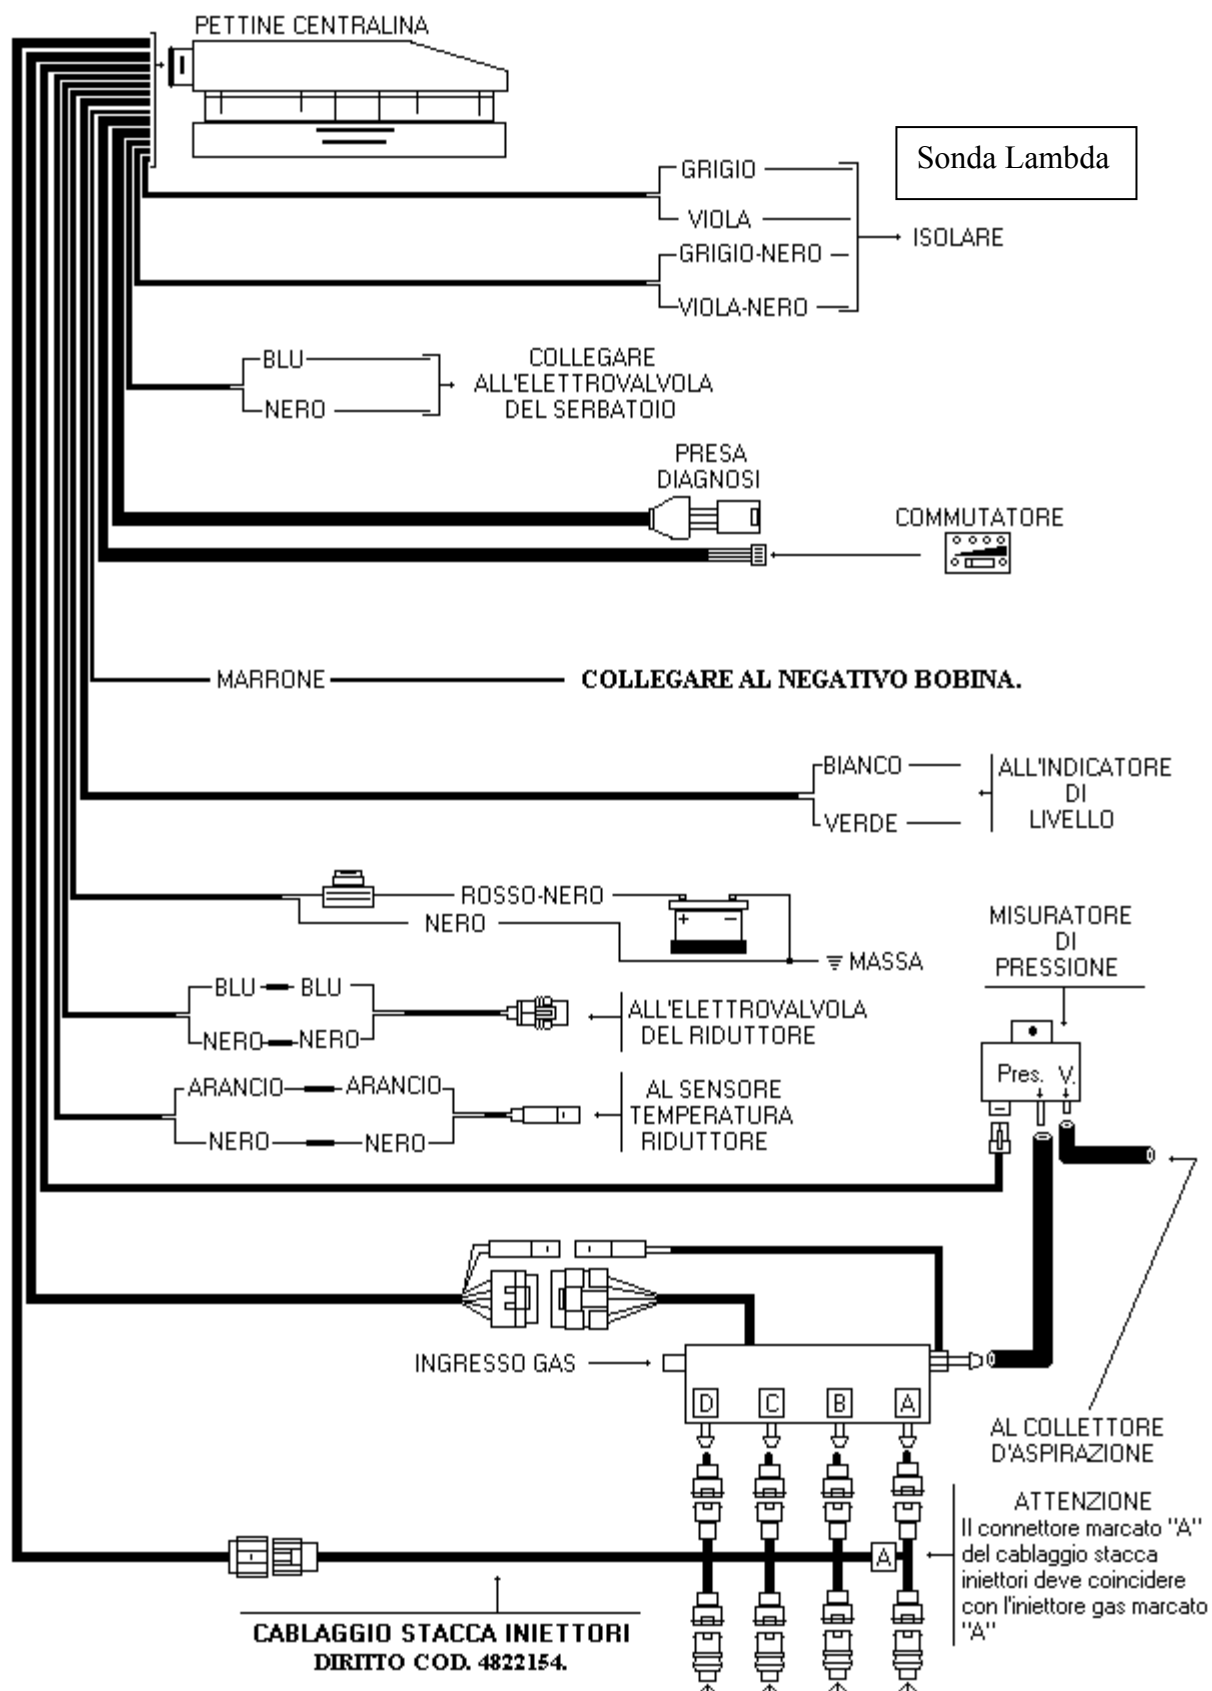 PETTINE CENTRALINA
Sonda Lambda
GRIGIO
VIOLA
ISOLARE
GRIGIO-NERO
VIOLA-NERO
BLU
NERO
COLLEGARE
ALL'ELETTROVALVOLA
DEL SERBATOIO
PRESA
DIAGNOSI
COMMUTATORE
MARRONE
COLLEGARE AL NEGATIVO BOBINA.
BIANCO
VERDE
ALL'INDICATORE
DI
LIVELLO
ROSSO-NERO
NERO
+ −
MASSA
MISURATORE
DI
PRESSIONE
BLU BLU
NERO NERO
ALL'ELETTROVALVOLA
DEL RIDUTTORE
Pres. V.
ARANCIO ARANCIO
NERO NERO
AL SENSORE
TEMPERATURA
RIDUTTORE
INGRESSO GAS
D C B A
AL COLLETTORE
D'ASPIRAZIONE
A
ATTENZIONE
Il connettore marcato "A"
del cablaggio stacca
iniettori deve coincidere
con l'iniettore gas marcato
"A"
CABLAGGIO STACCA INIETTORI
DIRITTO COD. 4822154.